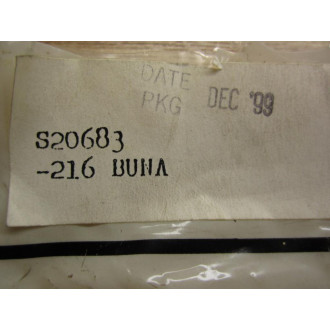 DATE
PKG DEC '99
S20683
-216 BUNA